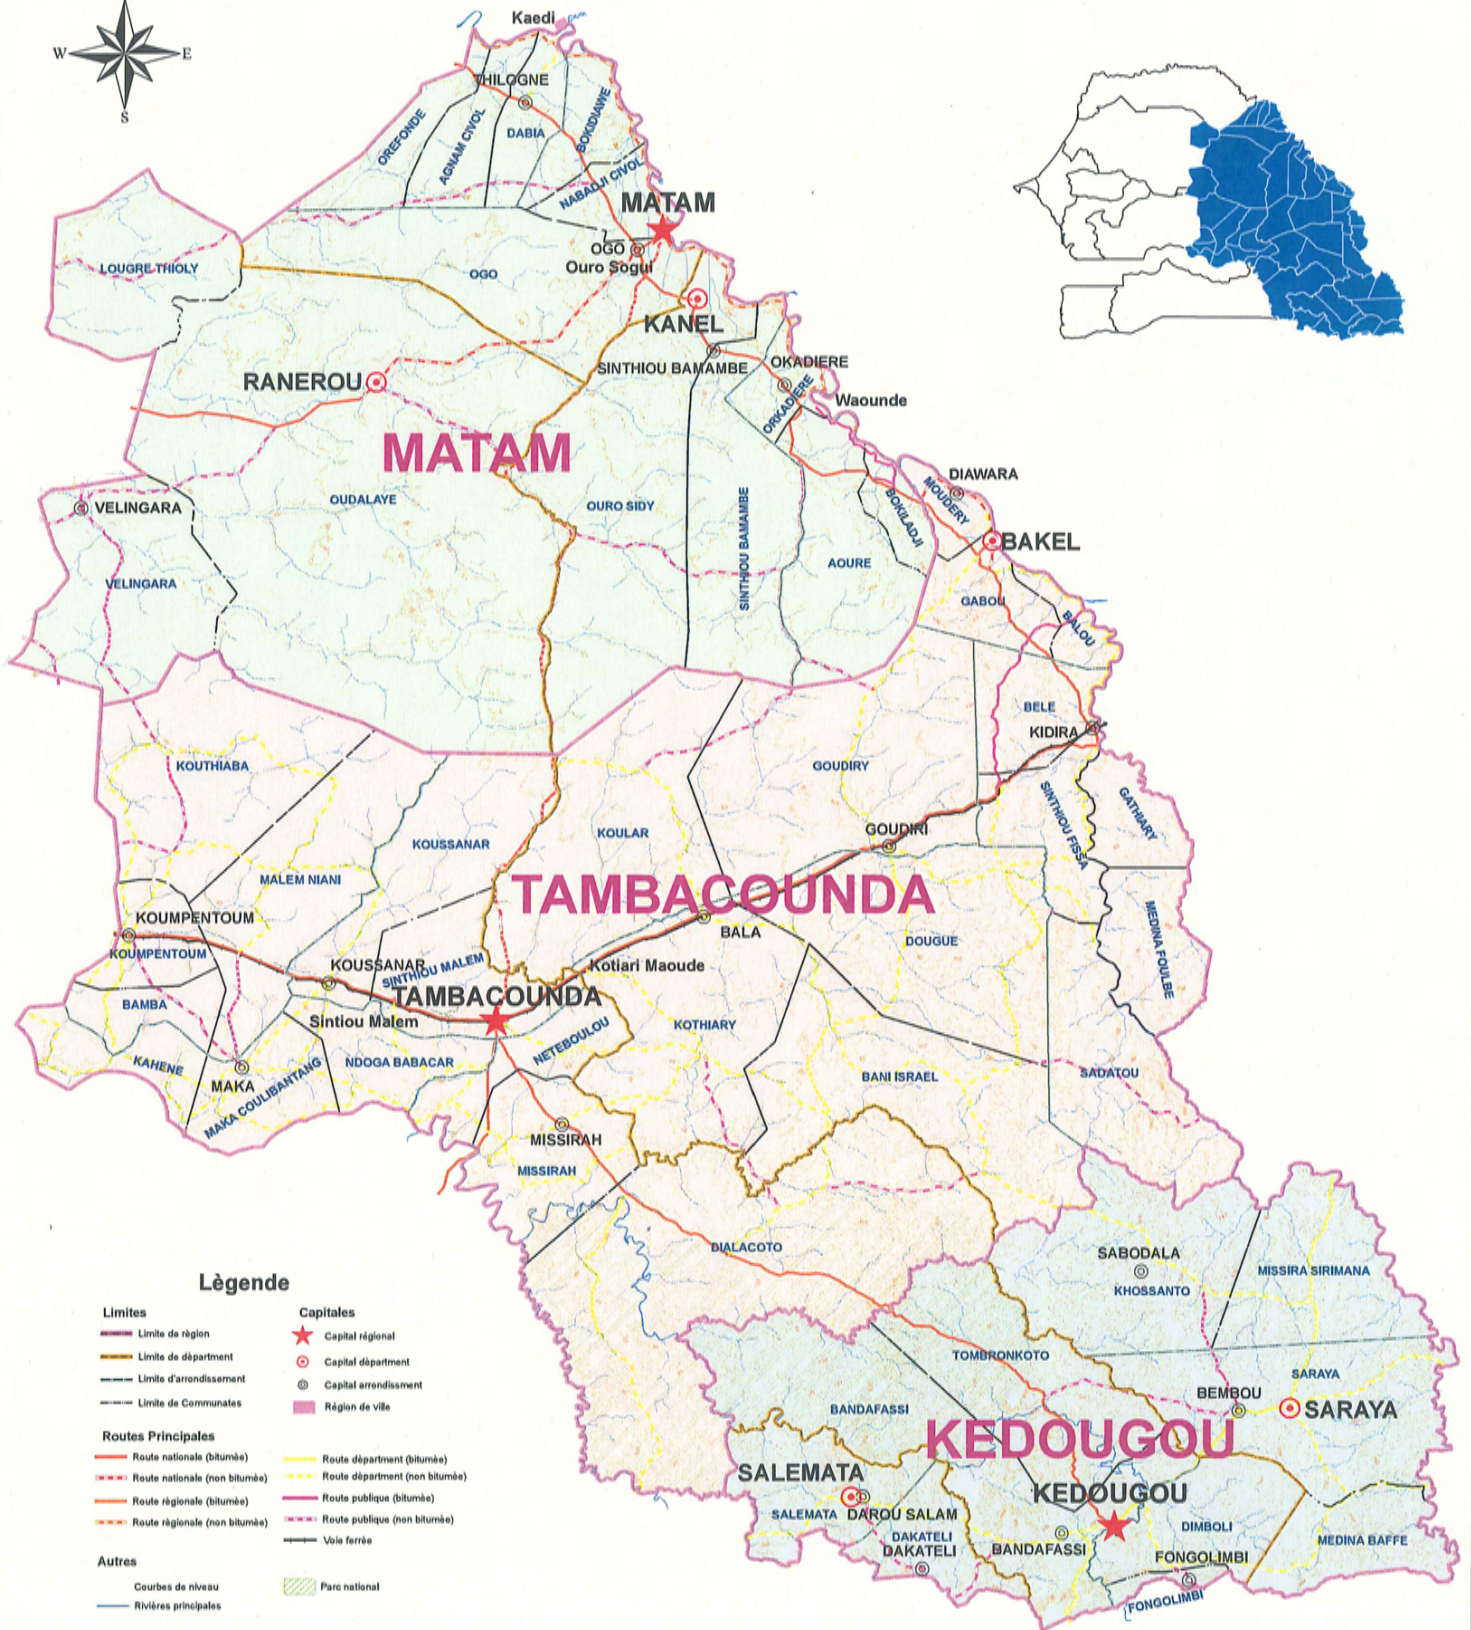 Kaedi
W
E
S
THILOGNE
OREFONDE
AGNAM CIVOL
DABIA
BOKIDIAWE
NABADJI CIVOL
MATAM
OGO
Ouro Sogui
LOUGRE THIOLY
OGO
KANEL
SINTHIOU BAMAMBE
OKADIERE
ORKADIERE
Waounde
RANEROU
MATAM
DIAWARA
MOUDERY
VELINGARA
OUDALAYE
OURO SIDY
SINTHIOU BAMAMBE
BOKILADJI
BAKEL
AOURE
VELINGARA
GABOU
BALOU
BELE
KIDIRA
KOUTHIABA
GOUDIRY
SINTHIOU FISSA
GATHIARY
KOUSSANAR
KOULAR
GOUDIRI
MALEM NIANI
TAMBACOUNDA
KOUMPENTOUM
BALA
DOUGUE
MEDINA FOULBE
KOUMPENTOUM
KOUSSANAR
SINTHIOU MALEM
Kotiari Maoude
TAMBACOUNDA
BAMBA
Sintiou Malem
NETEBOULOU
KOTHIARY
KAHENE
NDOGA BABACAR
MAKA
MAKA COULIBANTANG
BANI ISRAEL
SADATOU
MISSIRAH
MISSIRAH
DIALACOTO
SABODALA
KHOSSANTO
MISSIRA SIRIMANA
TOMBRONKOTO
SARAYA
BEMBOU
SARAYA
BANDAFASSI
KEDOUGOU
SALEMATA
KEDOUGOU
SALEMATA
DAROU SALAM
DAKATELI
DAKATELI
BANDAFASSI
DIMBOLI
MEDINA BAFFE
FONGOLIMBI
FONGOLIMBI
Lègende
Limites
Limite de règion
Limite de dèpartment
Limite d'arrondissement
Limite de Communates
Capitales
Capital régional
Capital dèpartment
Capital arrondissment
Région de ville
Routes Principales
Route nationale (bitumèe)
Route nationale (non bitumèe)
Route règionale (bitumèe)
Route règionale (non bitumèe)
Route dèpartment (bitumèe)
Route dèpartment (non bitumèe)
Route publique (bitumèe)
Route publique (non bitumèe)
Voie ferrèe
Autres
Courbes de niveau
Rivières principales
Parc national